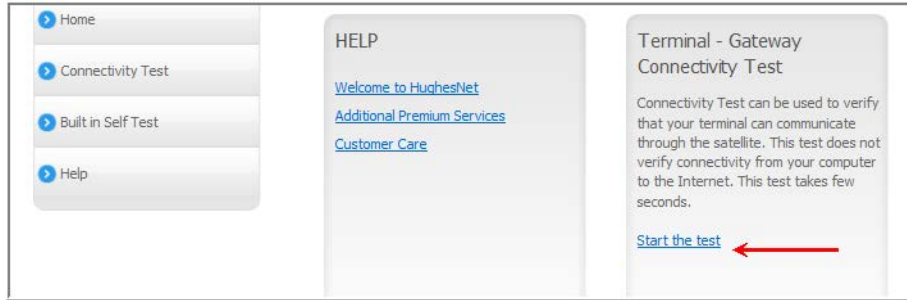 Home
Connectivity Test
Built in Self Test
Help
HELP
Welcome to HughesNet
Additional Premium Services
Customer Care
Terminal - Gateway
Connectivity Test
Connectivity Test can be used to verify
that your terminal can communicate
through the satellite. This test does not
verify connectivity from your computer
to the Internet. This test takes few
seconds.
Start the test